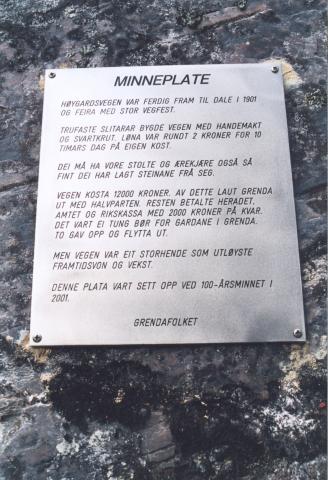 MINNEPLATE
HØYGARDSVEGEN VAR FERDIG FRAM TIL DALE I 1901
OG FEIRA MED STOR VEGFEST.
TRUFASTE SLITARAR BYGDE VEGEN MED HANDEMAKT
OG SVARTKRUT. LØNA VAR RUNDT 2 KRONER FOR 10
TIMARS DAG PÅ EIGEN KOST.
DEI MÅ HA VORE STOLTE OG ÆREKJÆRE OGSÅ SÅ
FINT DEI HAR LAGT STEINANE FRÅ SEG.
VEGEN KOSTA 12000 KRONER. AV DETTE LAUT GRENDA
UT MED HALVPARTEN. RESTEN BETALTE HERADET,
AMTET OG RIKSKASSA MED 2000 KRONER PÅ KVAR.
DET VART EI TUNG BØR FOR GARDANE I GRENDA.
TO GAV OPP OG FLYTTA UT.
MEN VEGEN VAR EIT STORHENDE SOM UTLØYSTE
FRAMTIDSVON OG VEKST.
DENNE PLATA VART SETT OPP VED 100-ÅRSMINNET I
2001.
GRENDAFOLKET